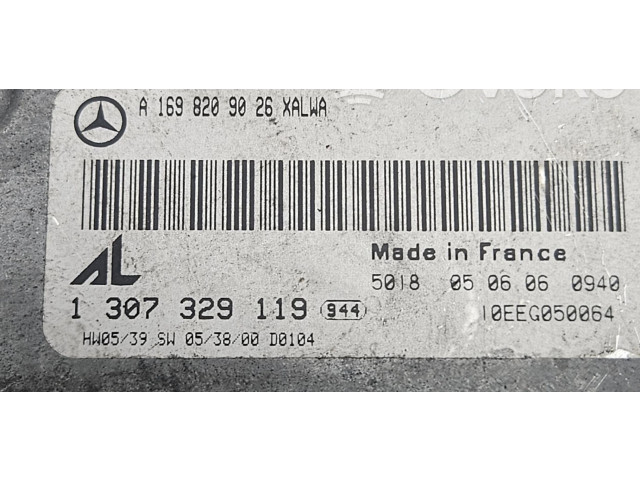 A 169 820 90 26 XALWA
Made in France
AL
5018 05 06.06 0940
1 307 329 119 944
10EEG050064
HW05/39 SW 05/38/00 D0104